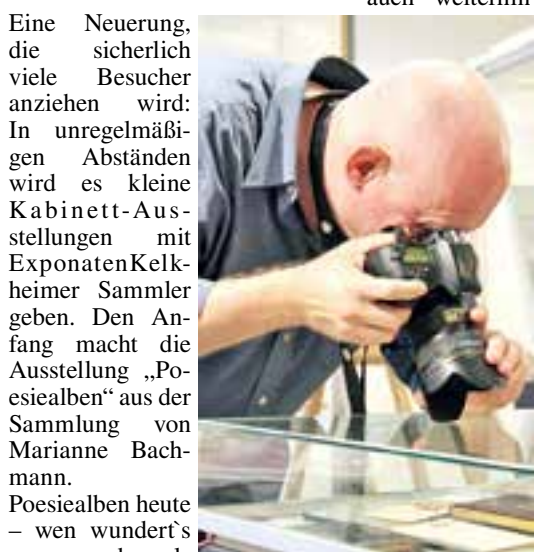 auch weiterhin
Eine Neuerung,
die sicherlich
viele Besucher
anziehen wird:
In unregelmäßi-
gen Abständen
wird es kleine
Kabinett-Aus-
stellungen mit
Exponaten Kelk-
heimer Sammler
geben. Den An-
fang macht die
Ausstellung „Po-
esiealben“ aus der
Sammlung von
Marianne Bach-
mann.
Poesiealben heute
– wen wundert`s